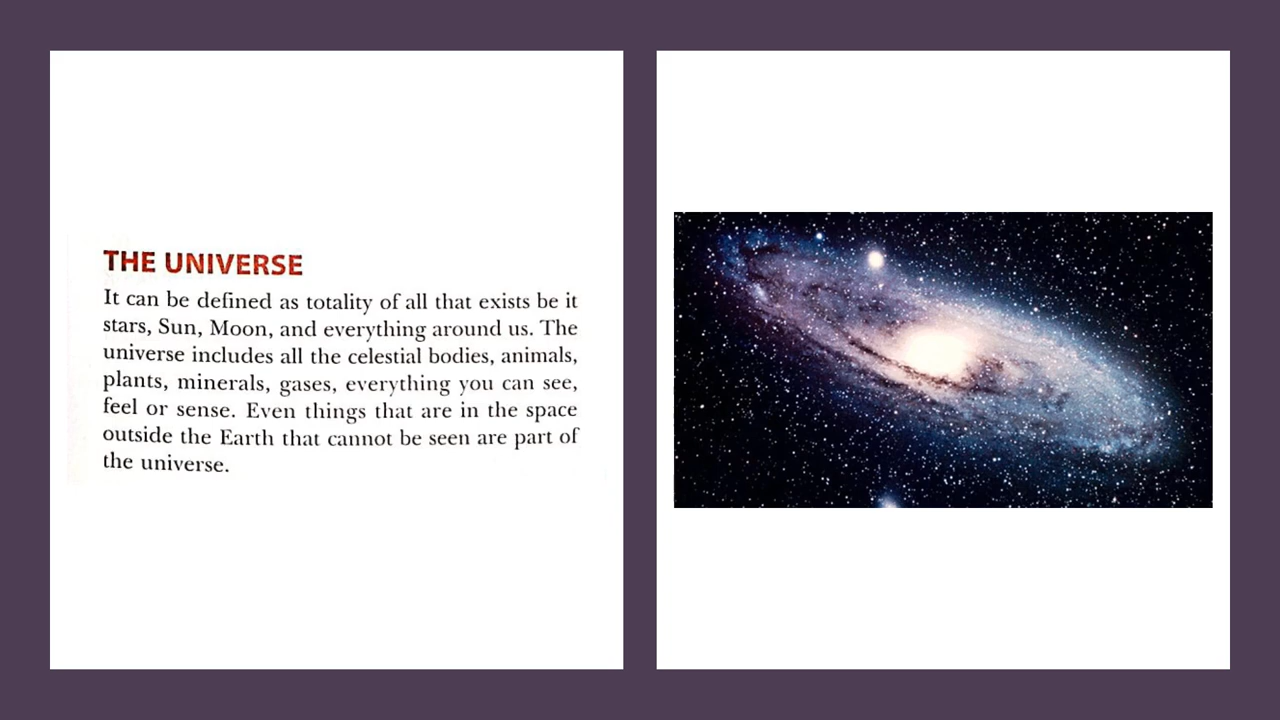 THE UNIVERSE
It can be defined as totality of all that exists be it
stars, Sun, Moon, and everything around us. The
universe includes all the celestial bodies, animals,
plants, minerals, gases, everything you can see,
feel or sense. Even things that are in the space
outside the Earth that cannot be seen are part of
the universe.